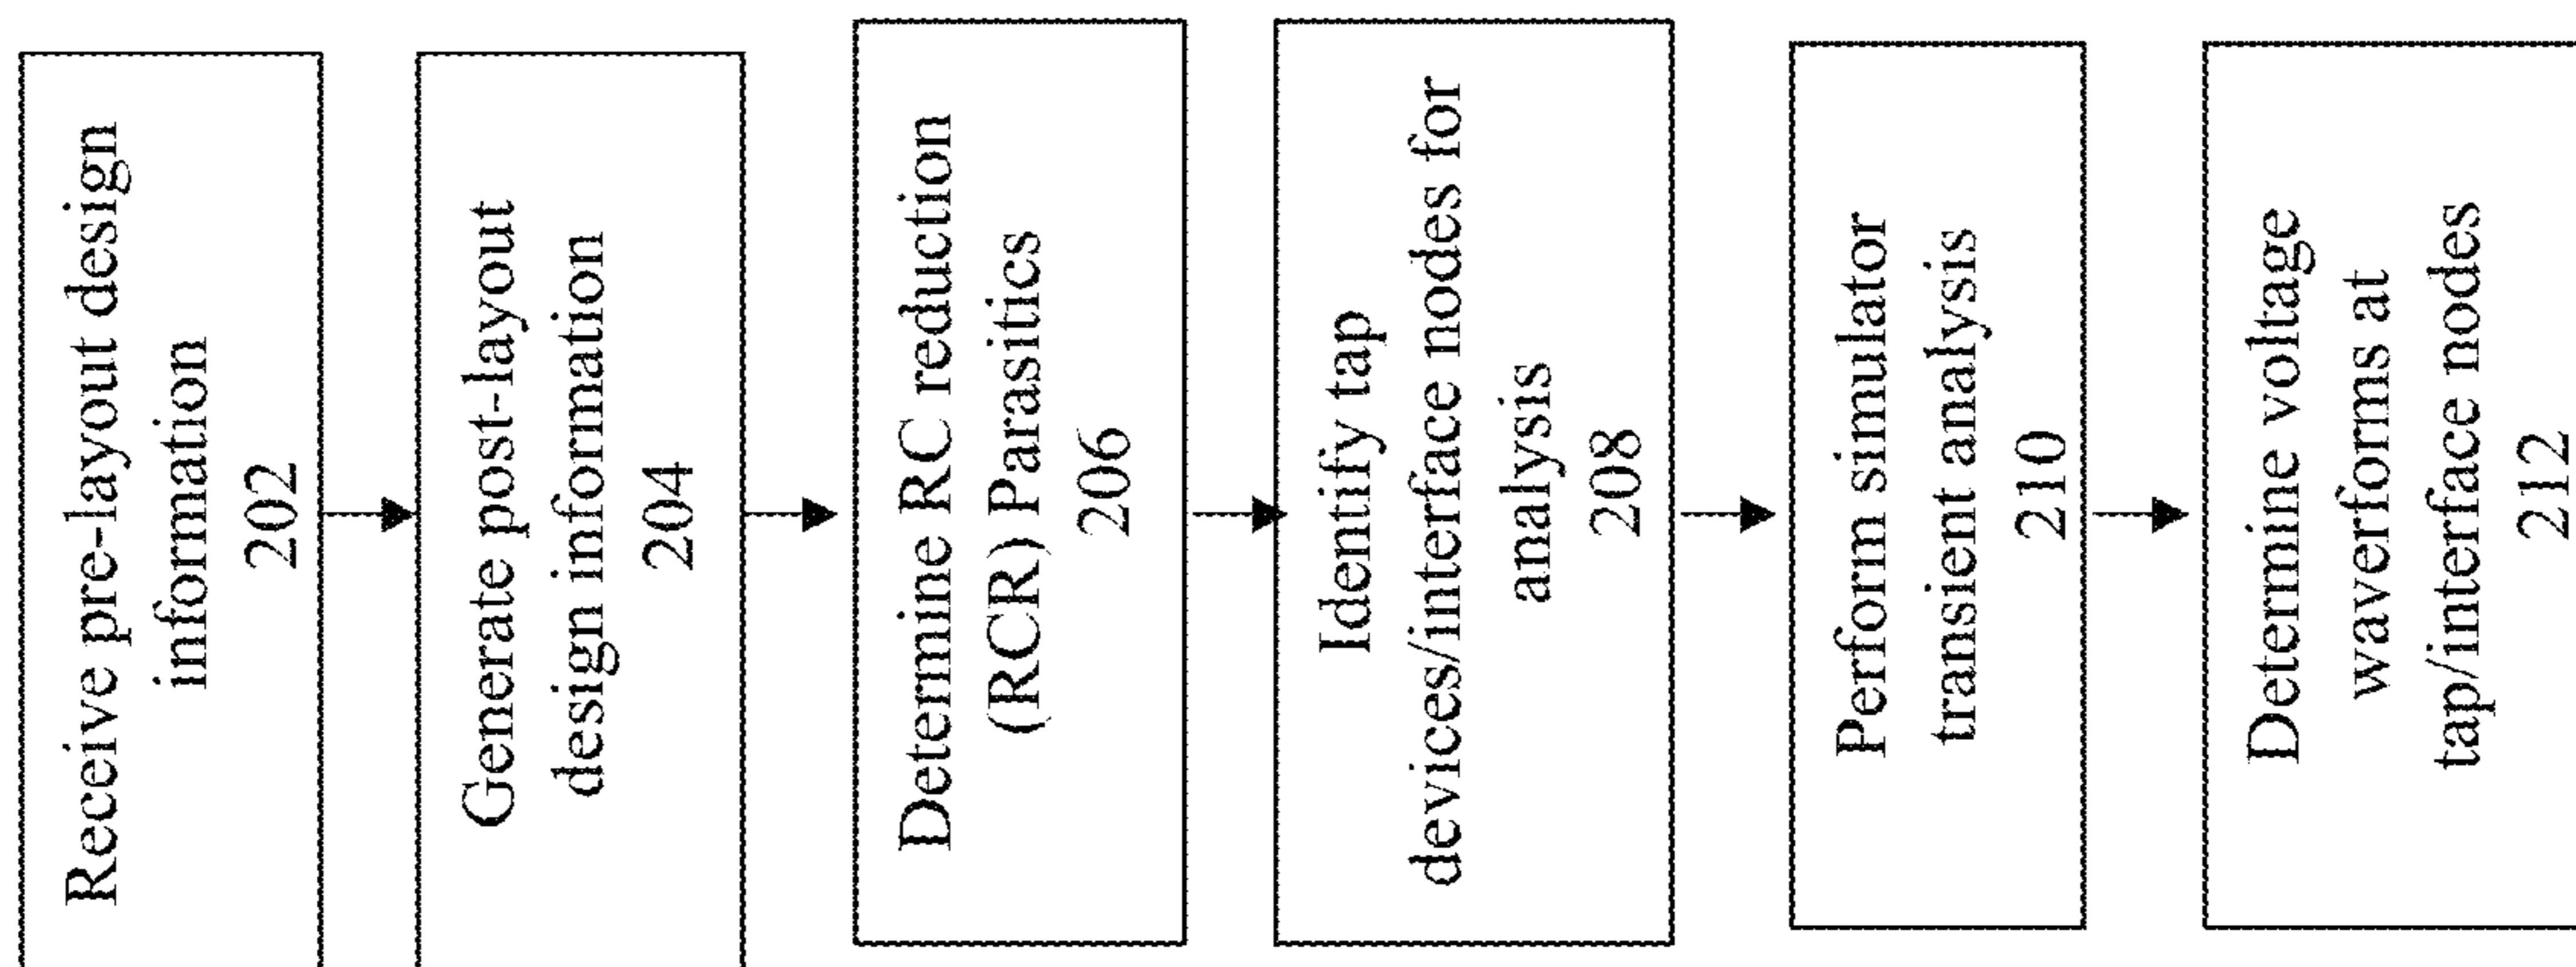 Receive pre-layout design
information
202
Generate post-layout
design information
204
Determine RC reduction
(RCR) Parasitics
206
Identify tap
devices/interface nodes for
analysis
208
Perform simulator
transient analysis
210
Determine voltage
waverforms at
tap/interface nodes
212